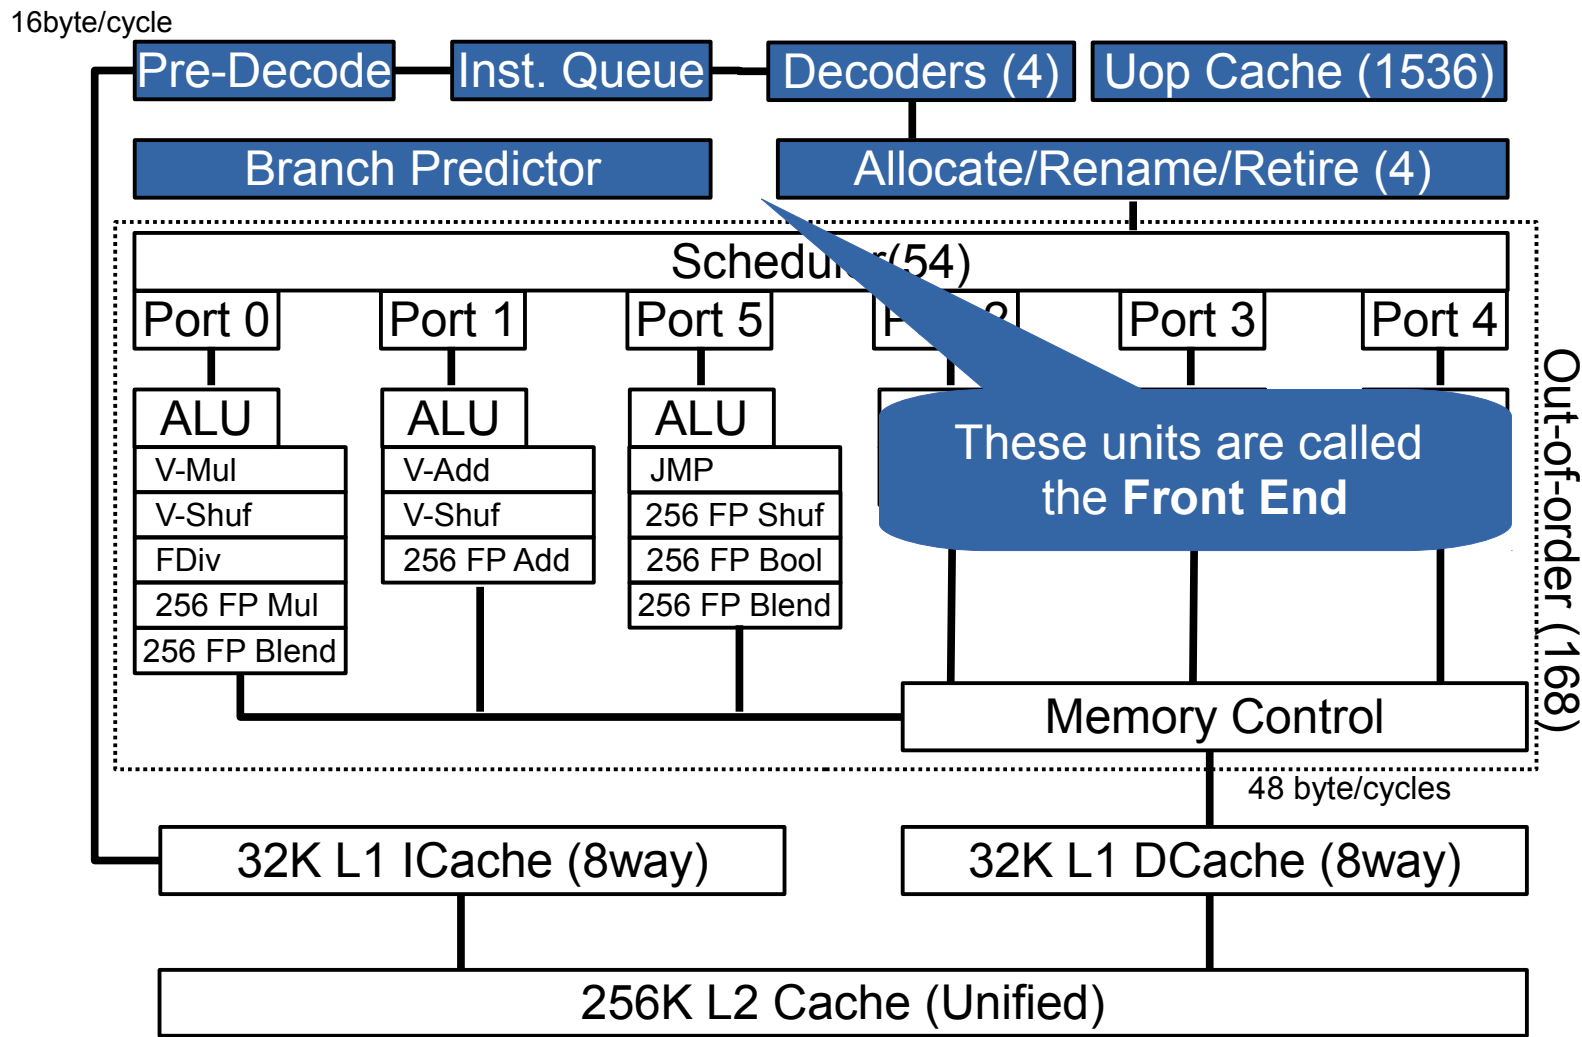 16byte/cycle
Pre-Decode
Inst. Queue
Decoders (4)
Uop Cache (1536)
Branch Predictor
Allocate/Rename/Retire (4)
(54)
Port 0
Port 1
Port 5
Port 3
Port 4
ALU
ALU
ALU
V-Mul
V-Shuf
FDiv
256 FP Mul
256 FP Blend
V-Add
V-Shuf
256 FP Add
JMP
256 FP Shuf
256 FP Bool
256 FP Blend
These units are called
the Front End
Out-of-order (168)
Memory Control
48 byte/cycles
32K L1 ICache (8way)
32K L1 DCache (8way)
256K L2 Cache (Unified)